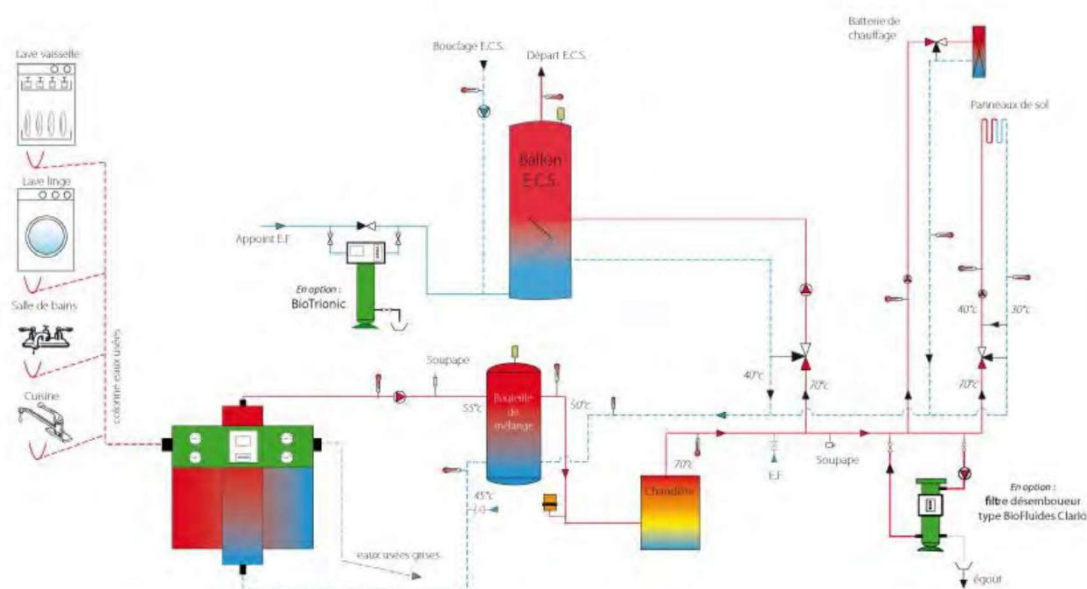 Lave vaisselle
Lave linge
Salle de bains
Cuisine
colonne eaux usées
Bouclage E.C.S.
Départ E.C.S.
Ballon
E.C.S.
Appoint E.F
En option :
BioTrionic
Soupape
55°c
Bouteille
de
mélange
50°c
45°c
eaux usées grises
Chaudière
70°c
40°c
70°c
E.F
Soupape
Batterie de
chauffage
Panneaux de sol
40°c
30°c
70°c
En option :
filtre désemboueur
type BioFluides Clario
égout